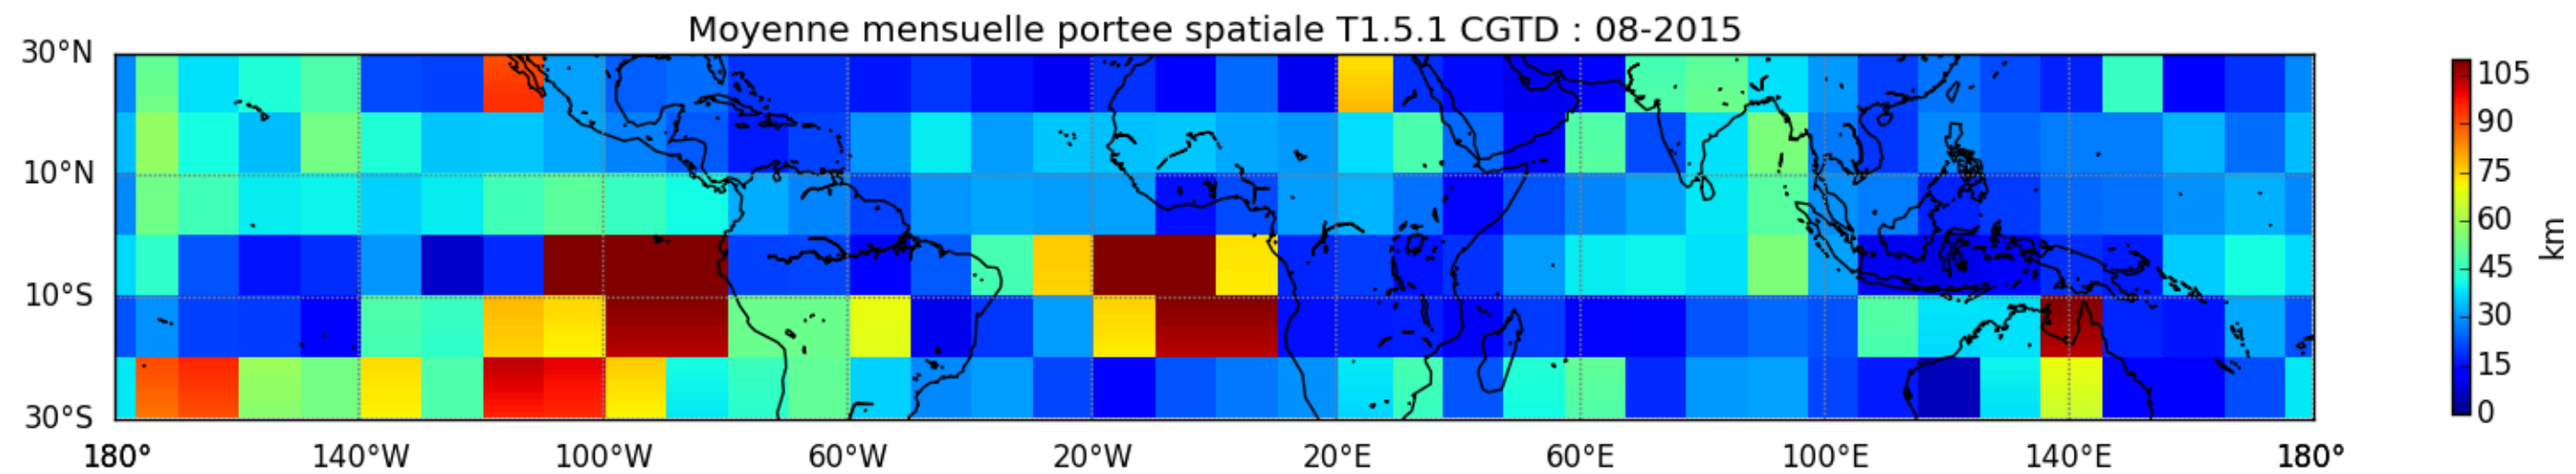 Moyenne mensuelle portee spatiale T1.5.1 CGTD : 08-2015
30°N
10°N
10°S
30°S
180° 140°W 100°W 60°W 20°W 20°E 60°E 100°E 140°E 180°
105
90
75
60
45
30
15
0
km